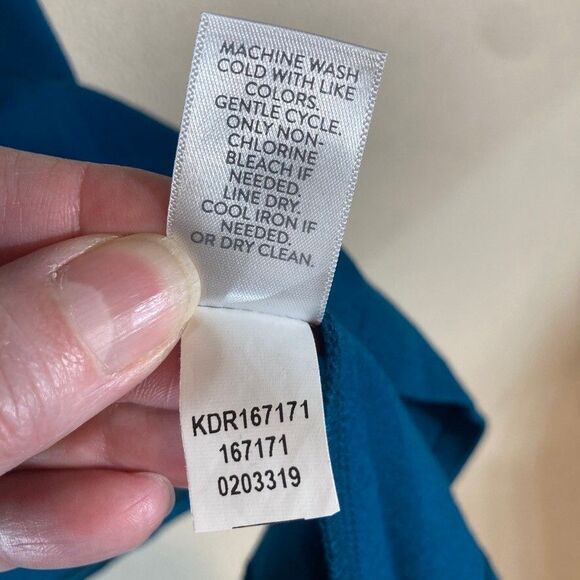 MACHINE WASH
COLD WITH LIKE
COLORS.
GENTLE CYCLE.
ONLY NON-
CHLORINE
BLEACH IF
NEEDED.
LINE DRY.
COOL IRON IF
NEEDED.
OR DRY CLEAN.
KDR167171
167171
0203319